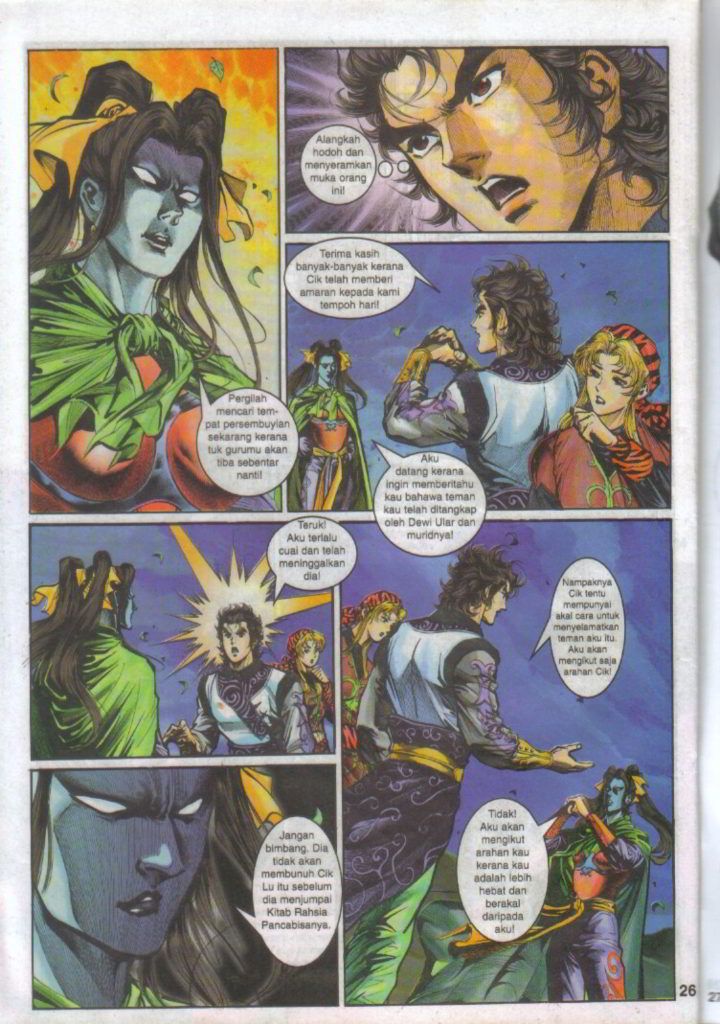 Pergilah
mencari tem-
pat persembuyian
sekarang kerana
tuk gurumu akan
tiba sebentar
nanti!
Alangkah
hodoh dan
menyeramkan
muka orang
ini!
Terima kasih
banyak-banyak kerana
Cik telah memberi
amaran kepada kami
tempoh hari!
Aku
datang kerana
ingin memberitahu
kau bahawa teman
kau telah ditangkap
oleh Dewi Ular dan
muridnya!
Teruk!
Aku terlalu
cuai dan telah
meninggalkan
dia!
Jangan
bimbang. Dia
tidak akan
membunuh Cik
Lu itu sebelum
dia menjumpai
Kitab Rahsia
Pancabisanya.
Nampaknya
Cik tentu
mempunyai
akal cara untuk
menyelamatkan
teman aku itu.
Aku akan
mengikut saja
arahan Cik!
Tidak!
Aku akan
mengikut
arahan kau
kerana kau
adalah lebih
hebat dan
berakal
daripada
aku!
26
27